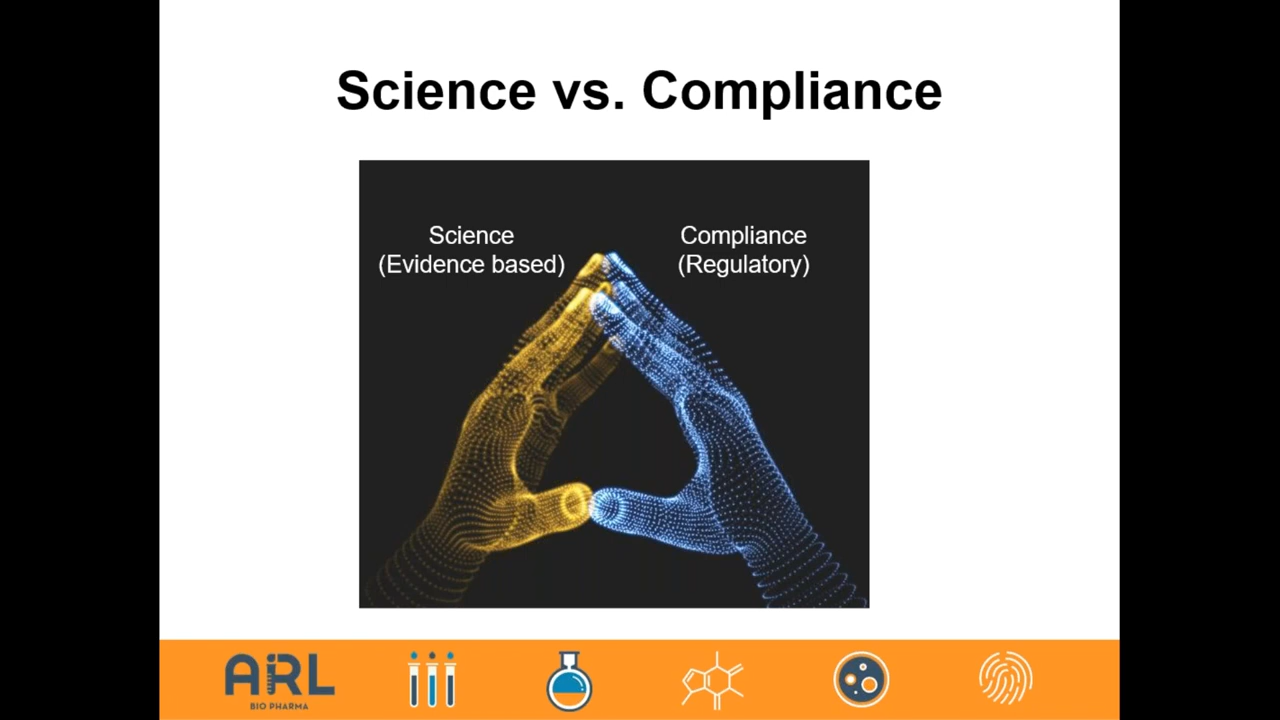 Science vs. Compliance
Science
(Evidence based)
Compliance
(Regulatory)
ARL
BIO PHARMA